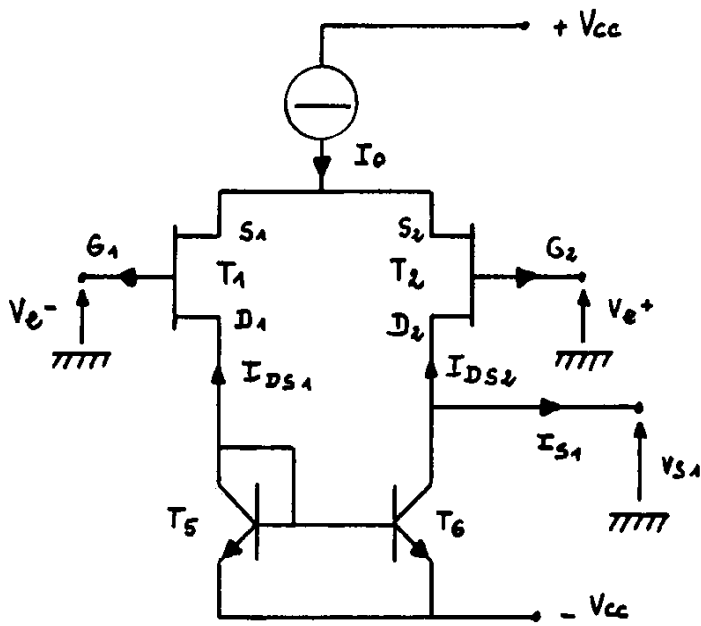 + Vcc
I0
S1
S2
G1
T1
T2
G2
Ve-
Ve+
D1
D2
IDS1
IDS2
IS1
VS1
T5
T6
- Vcc